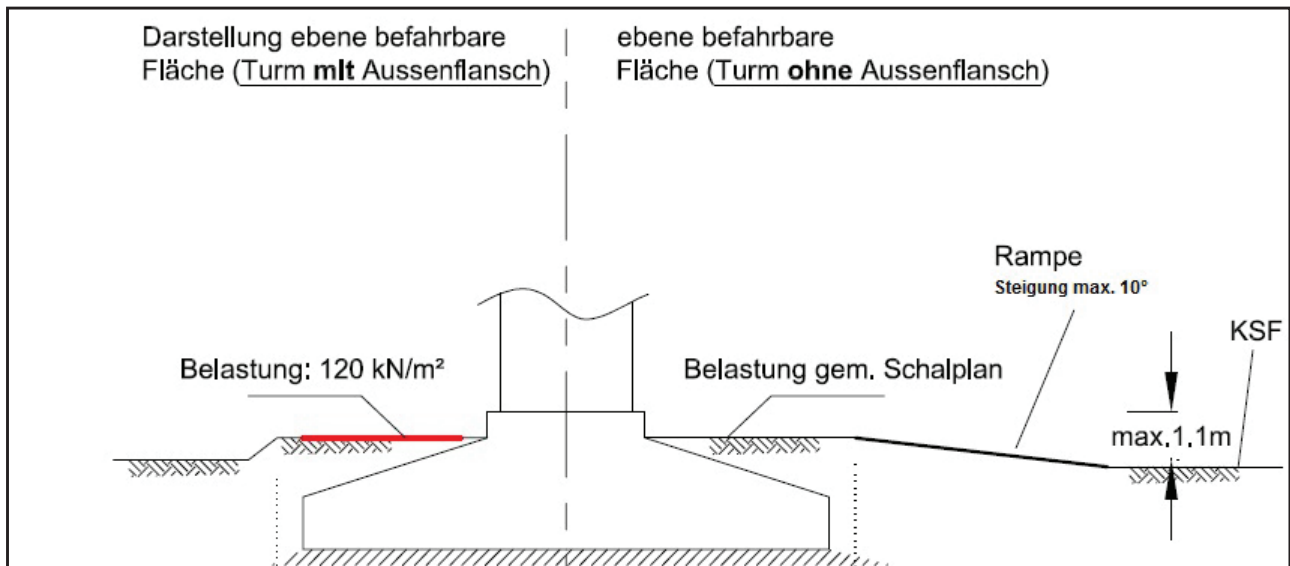 Darstellung ebene befahrbare
Fläche (Turm mIt Aussenflansch)
ebene befahrbare
Fläche (Turm ohne Aussenflansch)
Rampe
Steigung max. 10°
KSF
Belastung: 120 kN/m²
Belastung gem. Schalplan
max.1.1m